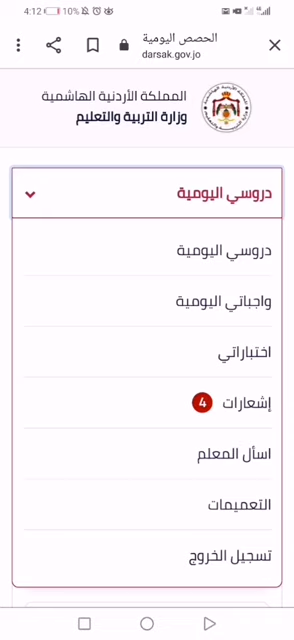 4:12 10%
الحصص اليومية
darsak.gov.jo
المملكة الأردنية الهاشمية
وزارة التربية والتعليم
دروسي اليومية
دروسي اليومية
واجباتي اليومية
اختباراتي
إشعارات 4
اسأل المعلم
التعميمات
تسجيل الخروج